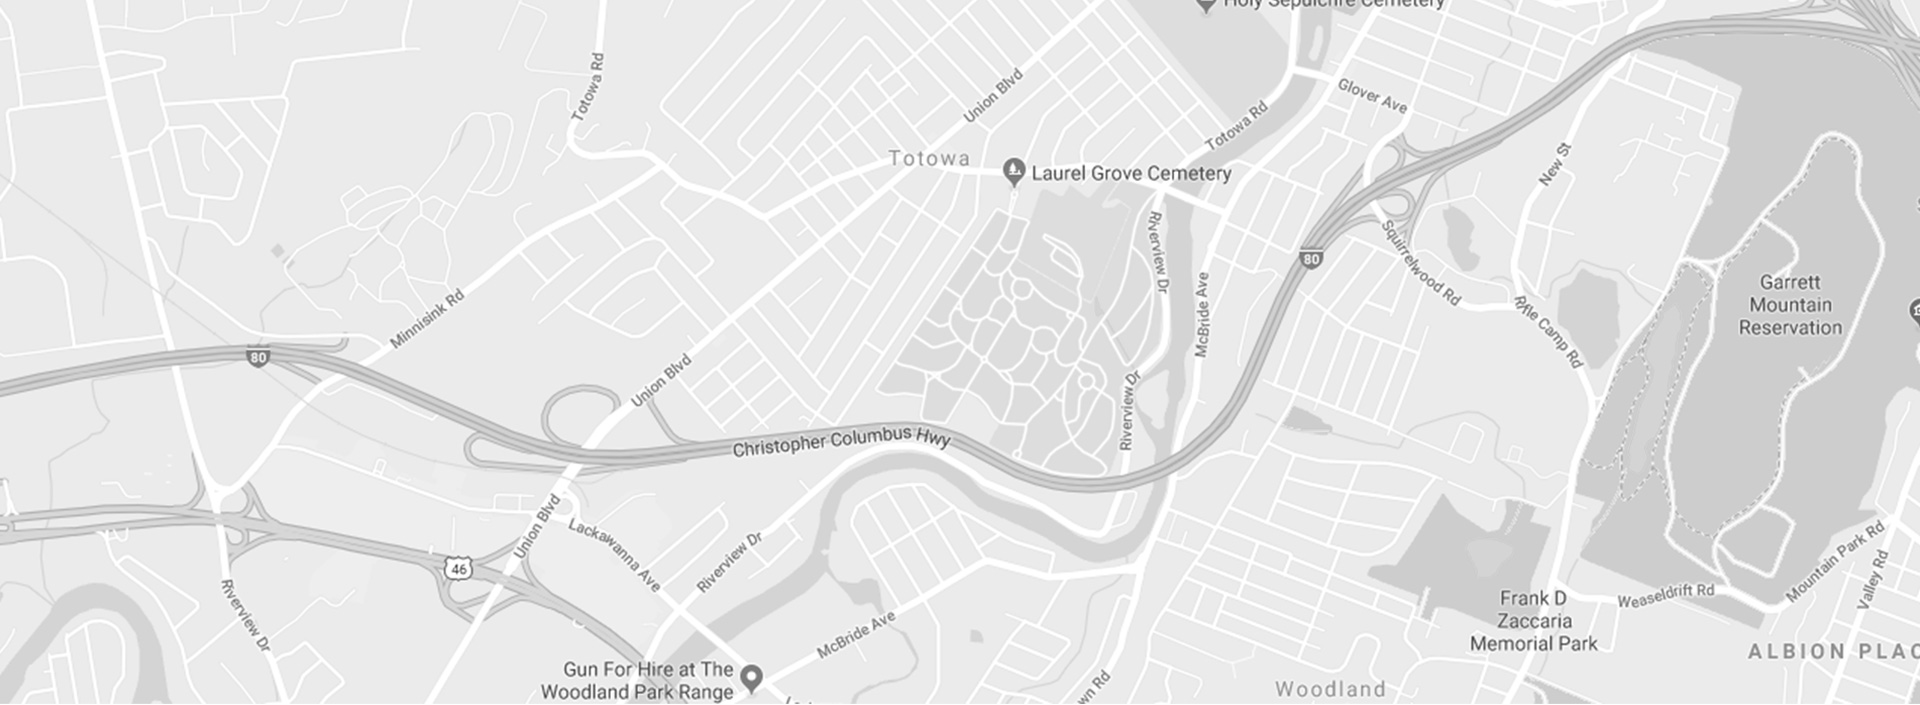 Holy Sepulchre Cemetery
Totowa Rd
Union Blvd
Glover Ave
Totowa Rd
Totowa
Laurel Grove Cemetery
New St
Riverview Dr
Squirrelwood Rd
80
McBride Ave
Minnisink Rd
Rifle Camp Rd
Garrett
Mountain
Reservation
80
Union Blvd
Riverview Dr
Christopher Columbus Hwy
Union Blvd
Lackawanna Ave
Riverview Dr
46
Riverview Dr
McBride Ave
Mountain Park Rd
Valley Rd
Weaseldrift Rd
Frank D
Zaccaria
Memorial Park
ALBION PLAC
Gun For Hire at The
Woodland Park Range
wn Rd
Woodland